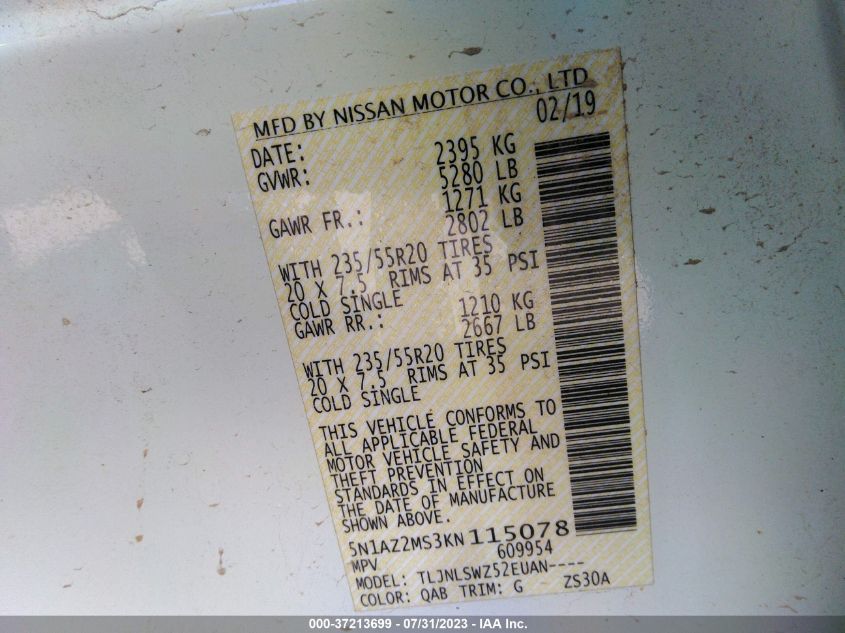 MFD BY NISSAN MOTOR CO., LTD
DATE: 02/19
GVWR: 2395 KG
5280 LB
GAWR FR.: 1271 KG
2802 LB
WITH 235/55R20 TIRES
20 X 7.5 RIMS AT 35 PSI
COLD SINGLE
GAWR RR.: 1210 KG
2667 LB
WITH 235/55R20 TIRES
20 X 7.5 RIMS AT 35 PSI
COLD SINGLE
THIS VEHICLE CONFORMS TO
ALL APPLICABLE FEDERAL
MOTOR VEHICLE SAFETY AND
THEFT PREVENTION
STANDARDS IN EFFECT ON
THE DATE OF MANUFACTURE
SHOWN ABOVE.
5N1AZ2MS3KN115078
MPV 609954
MODEL: TLJNLSWZ52EUAN----
COLOR: QAB TRIM: G ZS30A
000-37213699 - 07/31/2023 - IAA Inc.